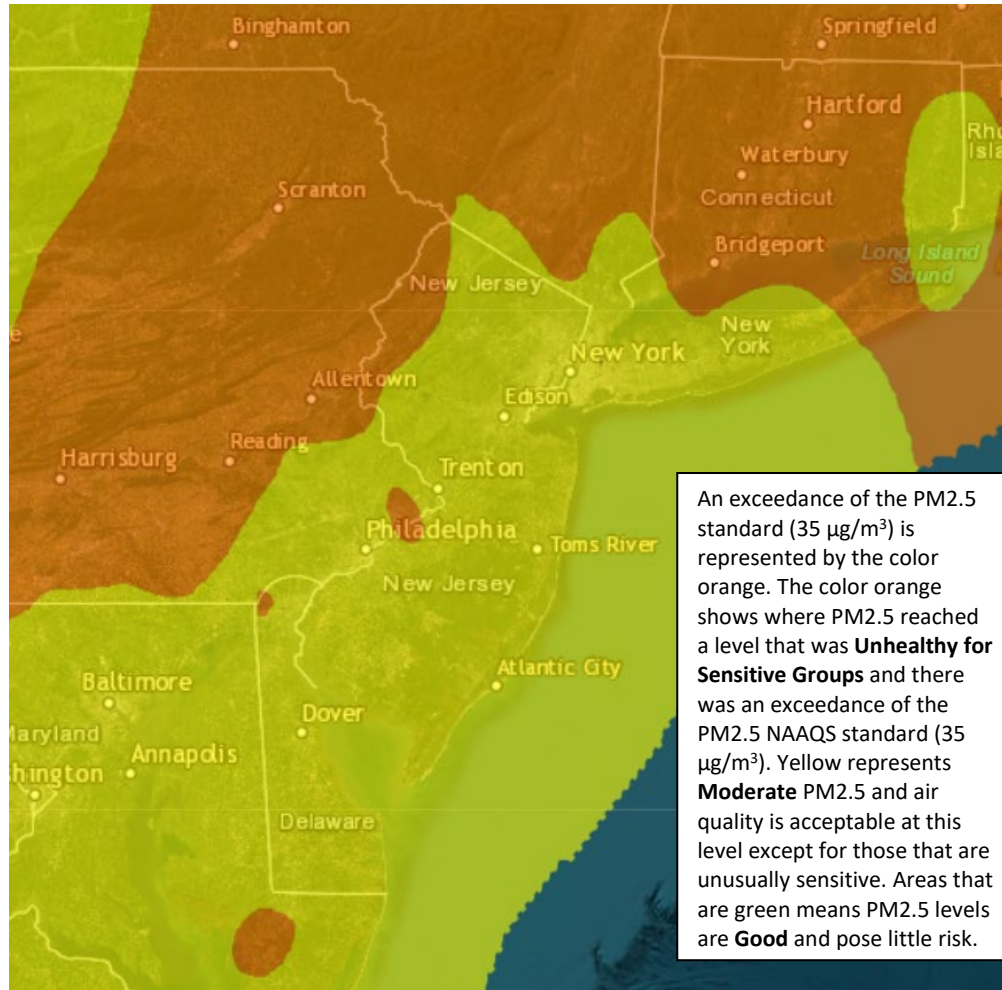 Binghamton
Springfield
Hartford
Rho
Isla
Waterbury
Scranton
Connecticut
Bridgeport
Long Island
Sound
New Jersey
New
York
New York
e
Allentown
Edison
Reading
Harrisburg
Trenton
Philadelphia
Toms River
New Jersey
Atlantic City
Baltimore
Dover
Maryland
Annapolis
hington
Delaware
An exceedance of the PM2.5
standard (35 µg/m³) is
represented by the color
orange. The color orange
shows where PM2.5 reached
a level that was Unhealthy for
Sensitive Groups and there
was an exceedance of the
PM2.5 NAAQS standard (35
µg/m³). Yellow represents
Moderate PM2.5 and air
quality is acceptable at this
level except for those that are
unusually sensitive. Areas that
are green means PM2.5 levels
are Good and pose little risk.